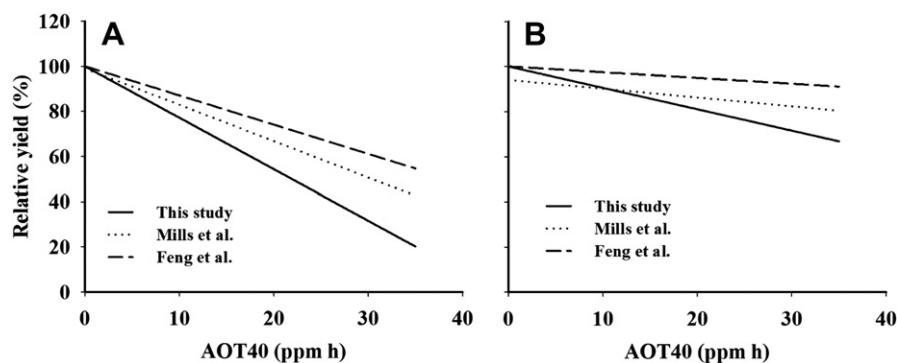 A
Relative yield (%)
100
80
60
40
20
0
This study
Mills et al.
Feng et al.
0 10 20 30 40
AOT40 (ppm h)
B
This study
Mills et al.
Feng et al.
0 10 20 30 40
AOT40 (ppm h)